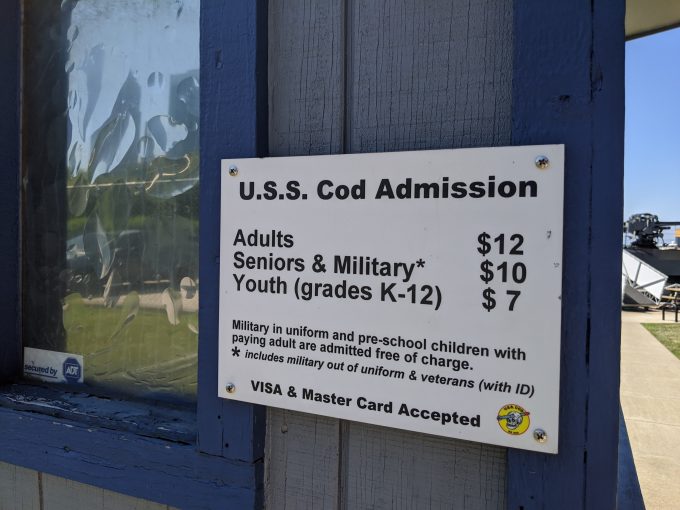 U.S.S. Cod Admission
Adults $12
Seniors & Military* $10
Youth (grades K-12) $ 7
Military in uniform and pre-school children with
paying adult are admitted free of charge.
* includes military out of uniform & veterans (with ID)
VISA & Master Card Accepted
secured by ADT